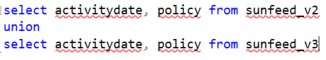 select activitydate, policy from sunfeed_v2
union
select activitydate, policy from sunfeed_v3